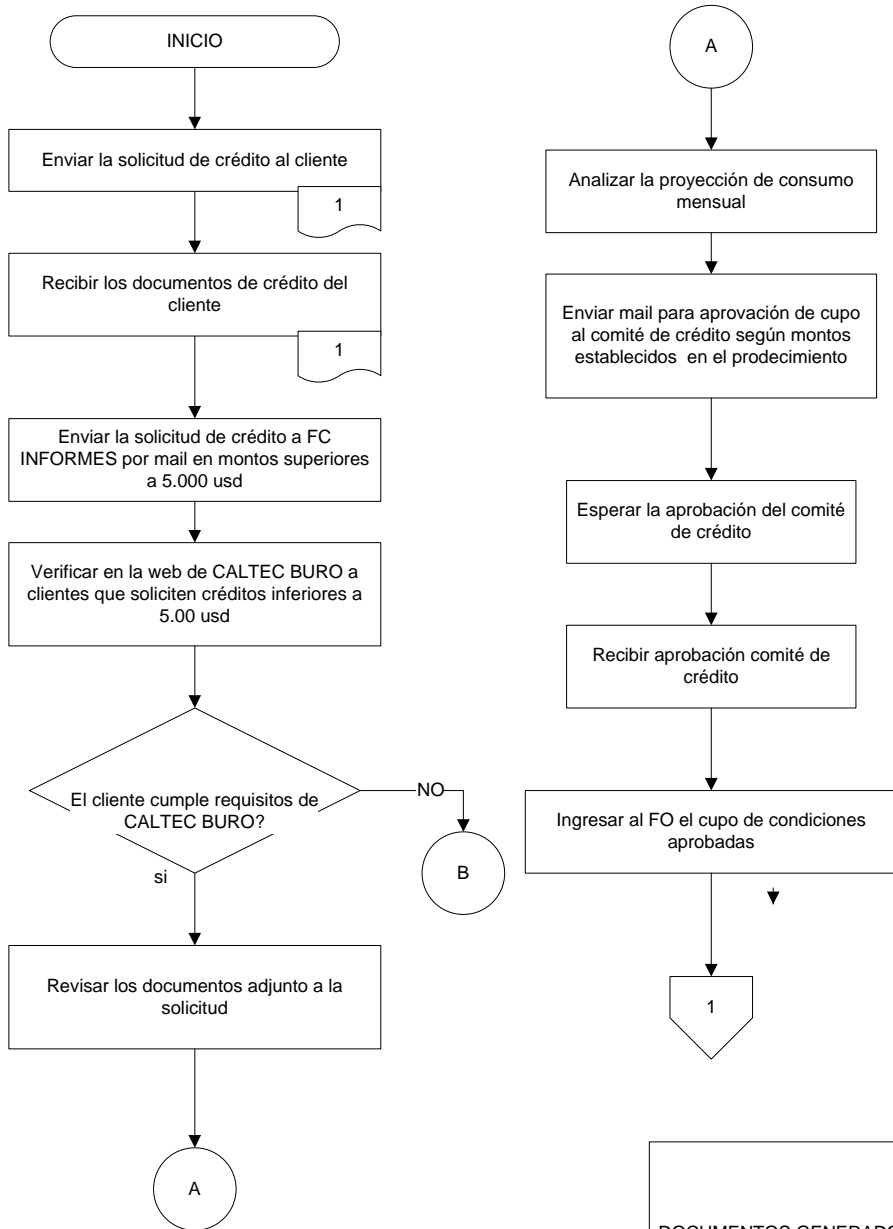 INICIO
Enviar la solicitud de crédito al cliente
1
Recibir los documentos de crédito del
cliente
1
Enviar la solicitud de crédito a FC
INFORMES por mail en montos superiores
a 5.000 usd
Verificar en la web de CALTEC BURO a
clientes que soliciten créditos inferiores a
5.00 usd
El cliente cumple requisitos de
CALTEC BURO?
NO
B
si
Revisar los documentos adjunto a la
solicitud
A
A
Analizar la proyección de consumo
mensual
Enviar mail para aprovación de cupo
al comité de crédito según montos
establecidos en el prodecimiento
Esperar la aprobación del comité
de crédito
Recibir aprobación comité de
crédito
Ingresar al FO el cupo de condiciones
aprobadas
1
DOCUMENTOS GENERADO